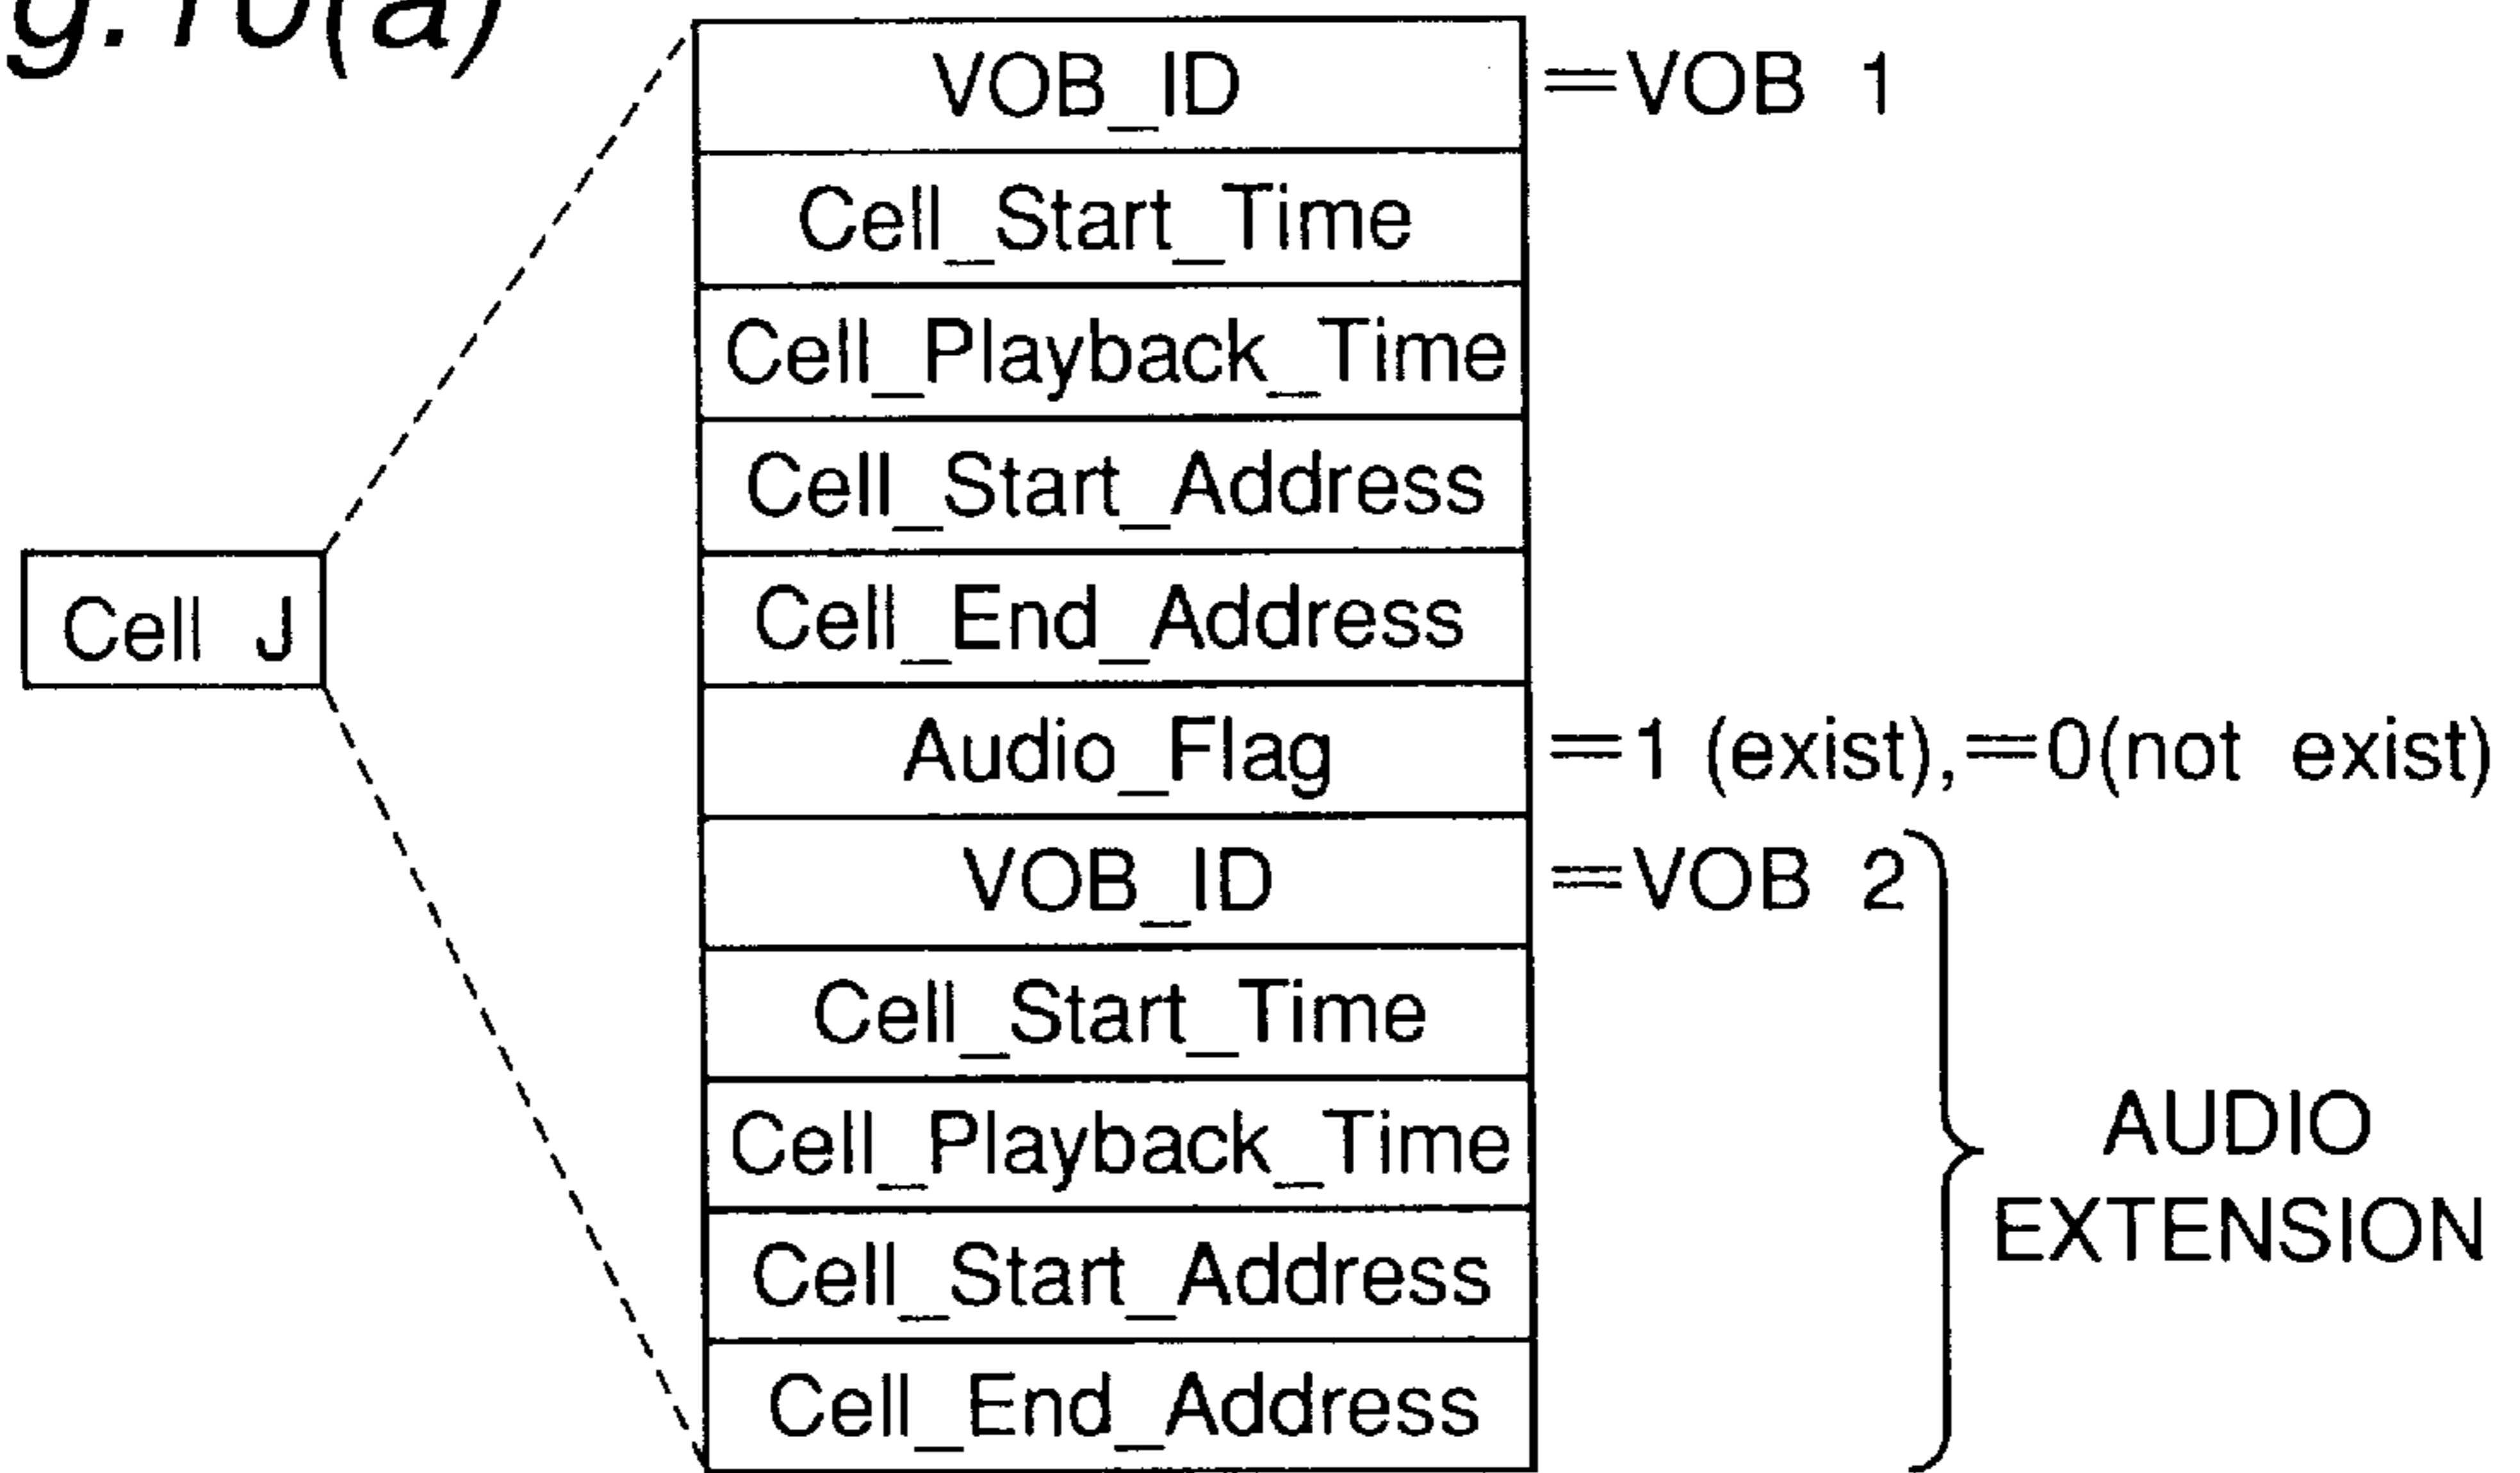 g.10(a)
VOB_ID =VOB 1
Cell_Start_Time
Cell_Playback_Time
Cell_Start_Address
Cell_End_Address
Cell J
Audio_Flag =1 (exist),=0(not exist)
VOB_ID =VOB 2
Cell_Start_Time
Cell_Playback_Time
Cell_Start_Address
Cell_End_Address
AUDIO
EXTENSION